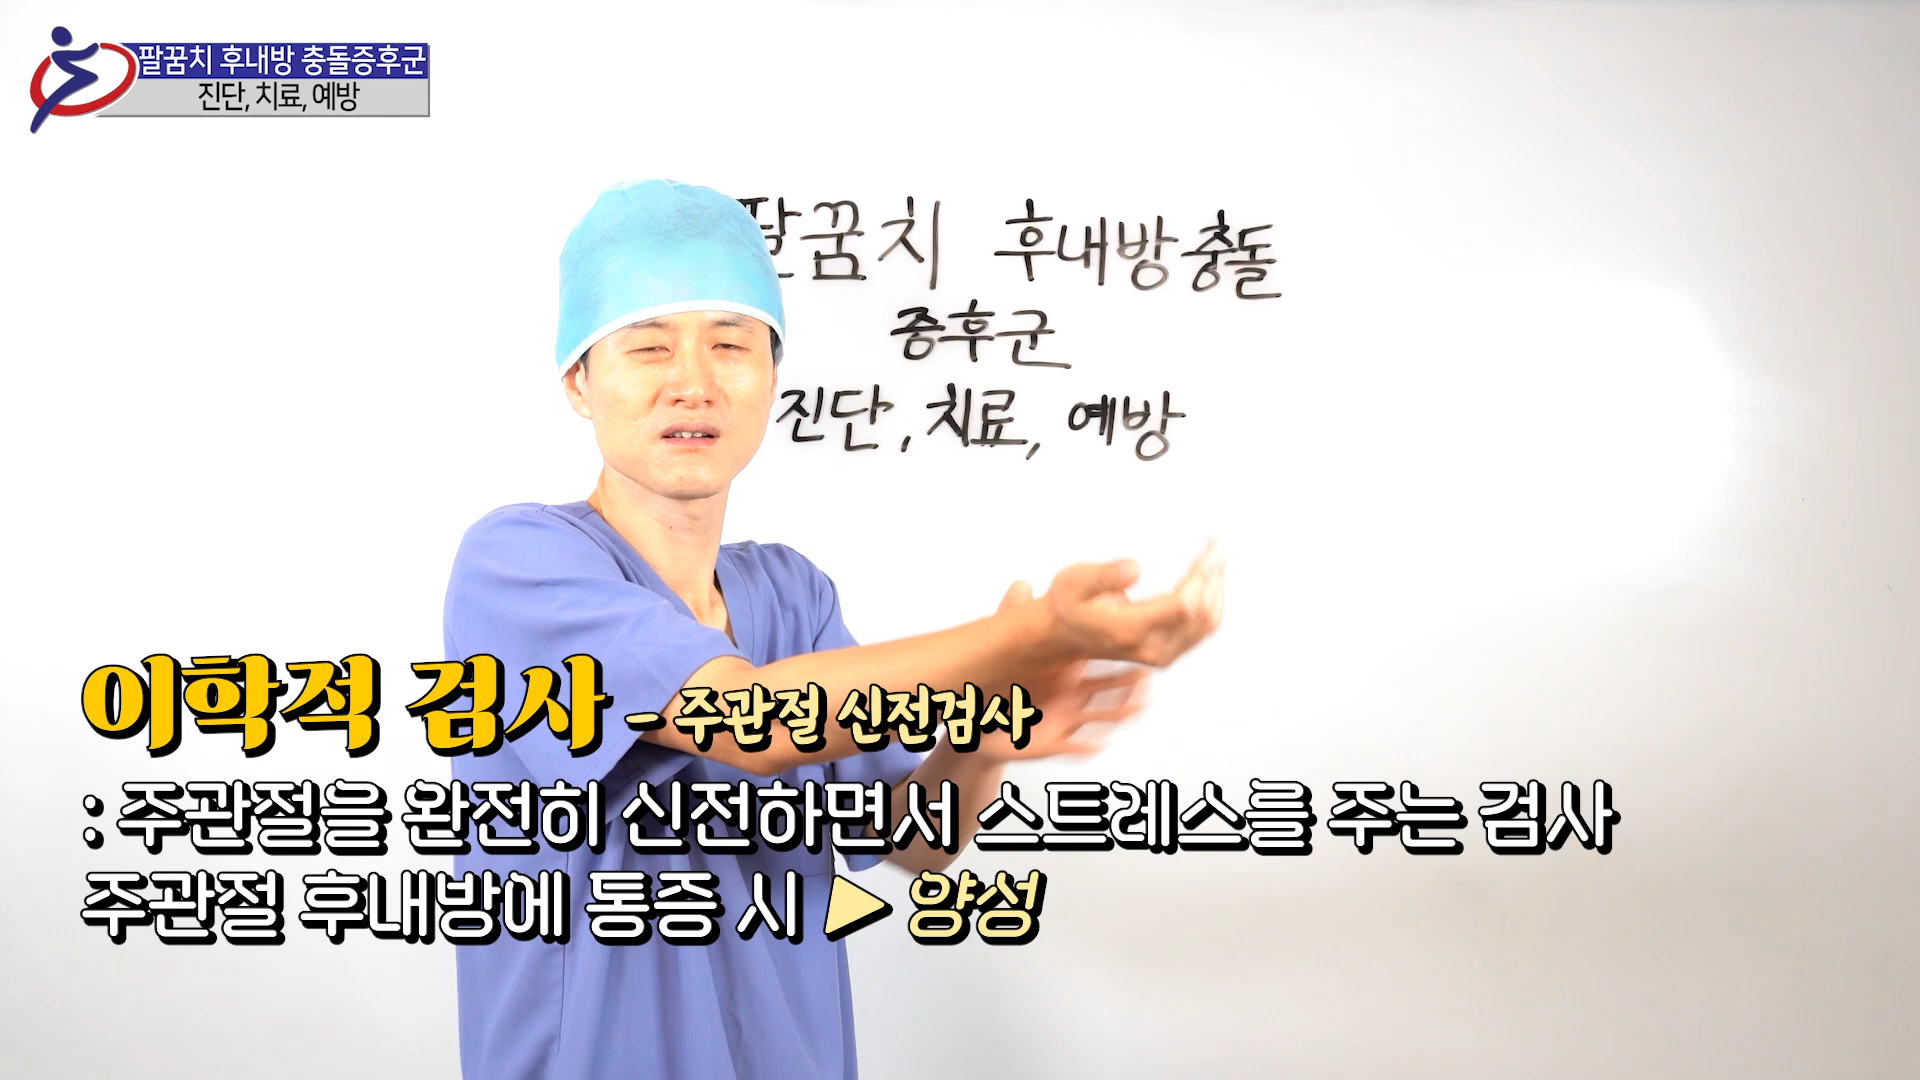 팔꿈치 후내방 충돌증후군
진단, 치료, 예방
팔꿈치 후내방충돌
증후군
진단, 치료, 예방
이학적 검사 - 주관절 신전검사
: 주관절을 완전히 신전하면서 스트레스를 주는 검사
주관절 후내방에 통증 시 ▶ 양성